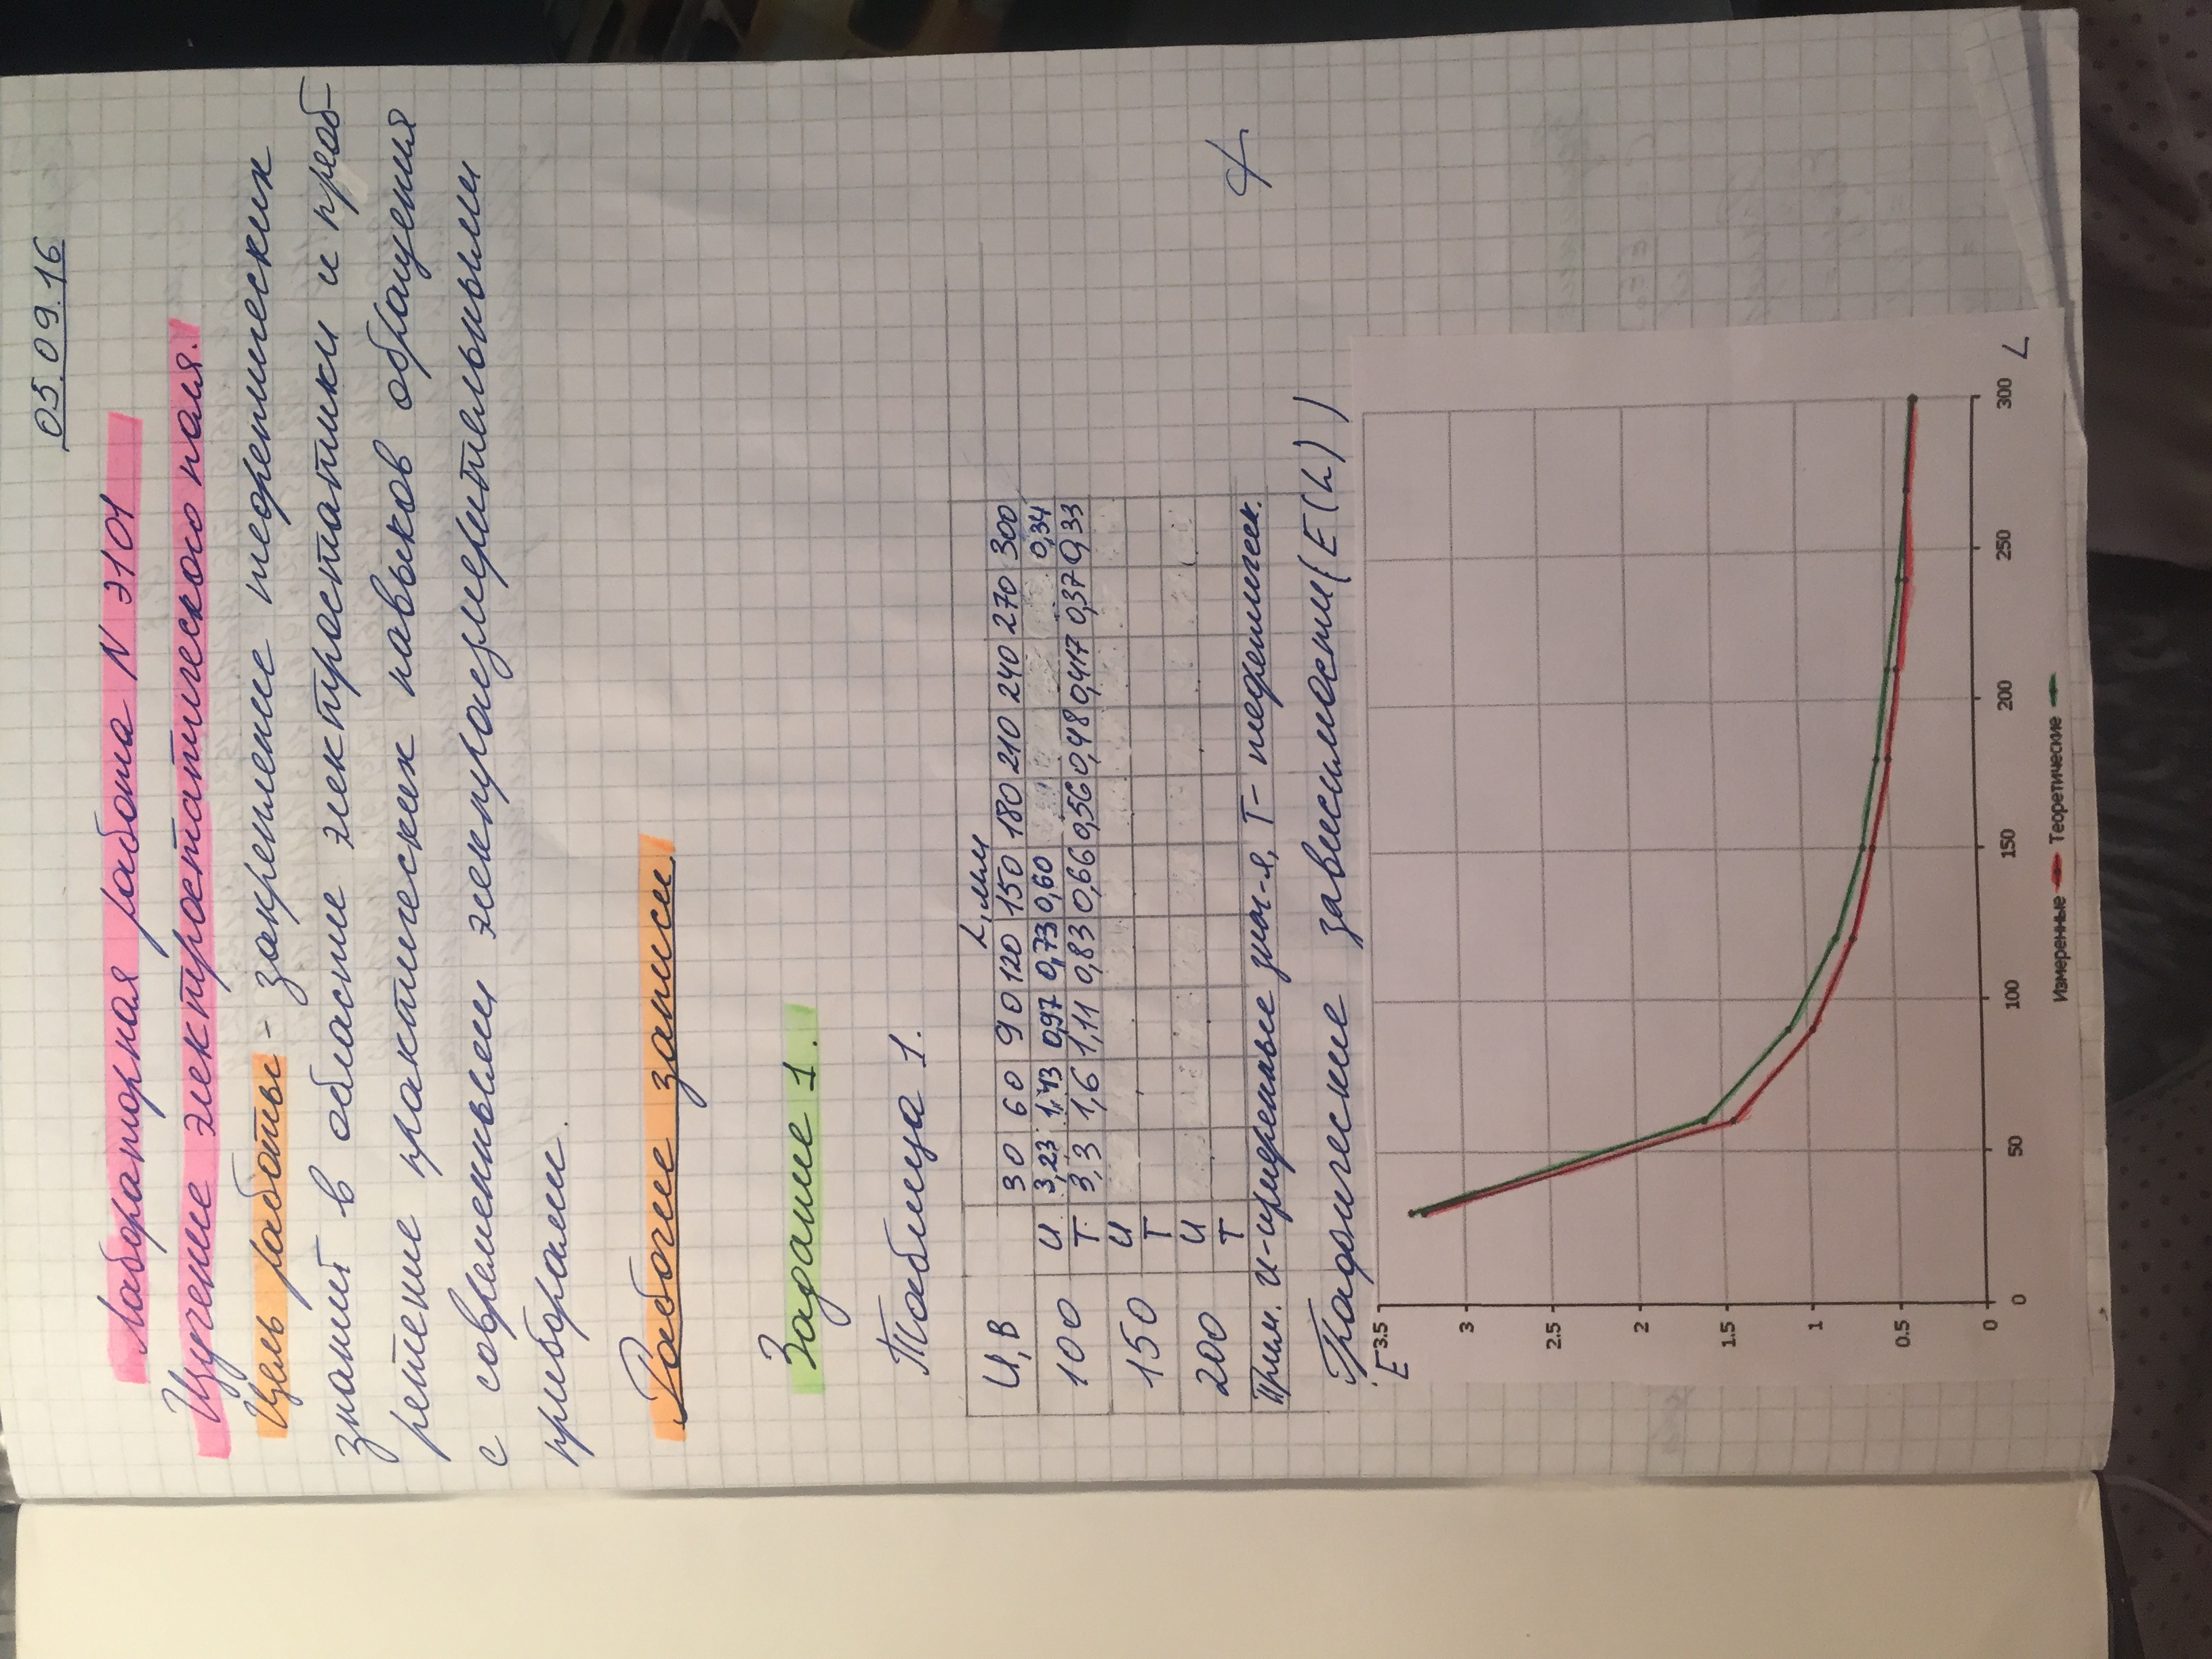 05.09.16
Лабораторная работа N Э101
Изучение электростатического поля.
Цель работы - закрепление теоретических
знаний в области электростатики и приоб-
ретение практических навыков обращения
с современными электроизмерительными
приборами.
Рабочие записи.
Задание 1.
Таблица 1.
U, В L, мм
30 60 90 120 150 180 210 240 270 300
100 И 3,23 1,43 0,97 0,73 0,60 0,34
Т 3,3 1,6 1,11 0,83 0,66 0,56 0,48 0,417 0,37 0,33
150 И
Т
200 И
Т
Прим. И-измеренные знач-я, Т- теоретическ.
Графические зависимости (E(L))
E 3.5
3
2.5
2
1.5
1
0.5
0
0 50 100 150 200 250 300 L
Измеренные Теоретические